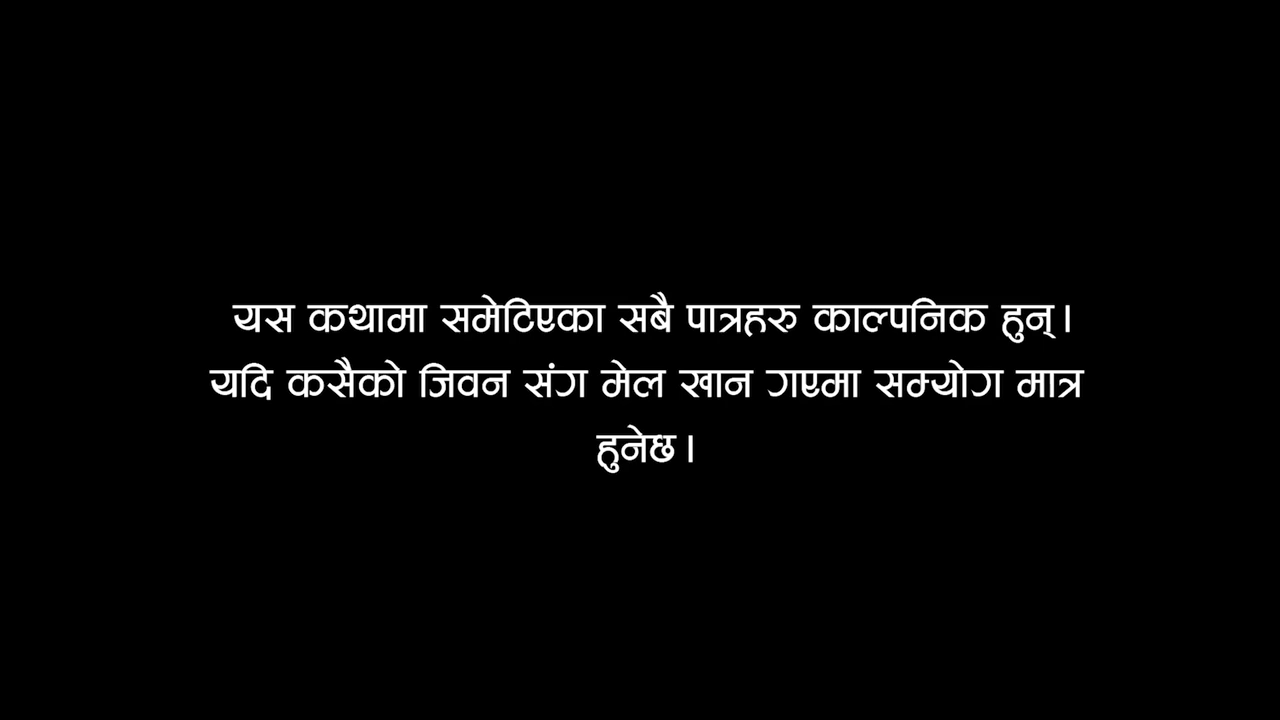 यस कथामा समेटिएका सबै पात्रहरु काल्पनिक हुन् ।
यदि कसैको जिवन संग मेल खान गएमा सम्योग मात्र
हुनेछ ।